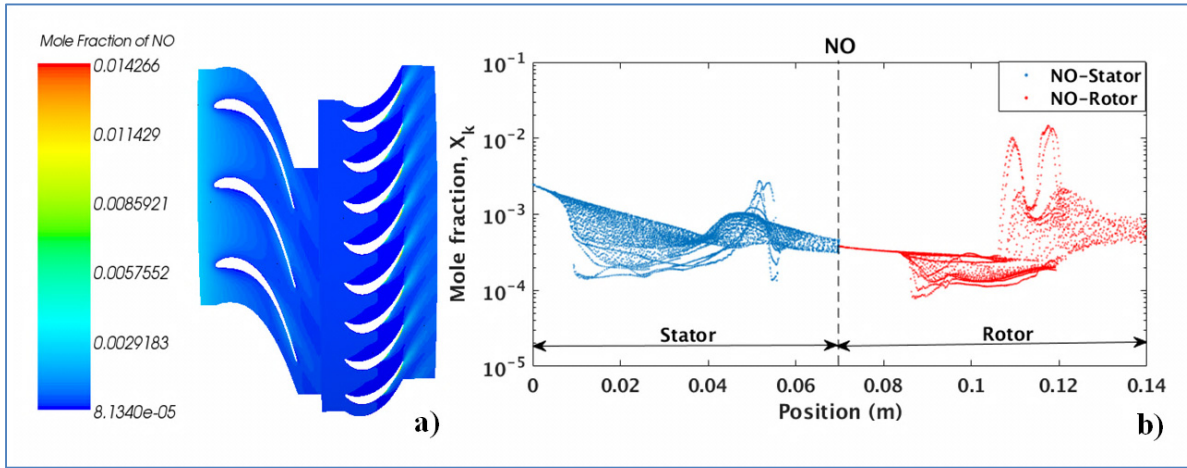 Mole Fraction of NO
0.014266
0.011429
0.0085921
0.0057552
0.0029183
8.1340e-05
a)
NO
NO-Stator
NO-Rotor
10^-1
10^-2
10^-3
10^-4
10^-5
Mole fraction, X_k
Stator
Rotor
0
0.02
0.04
0.06
0.08
0.1
0.12
0.14
Position (m)
b)